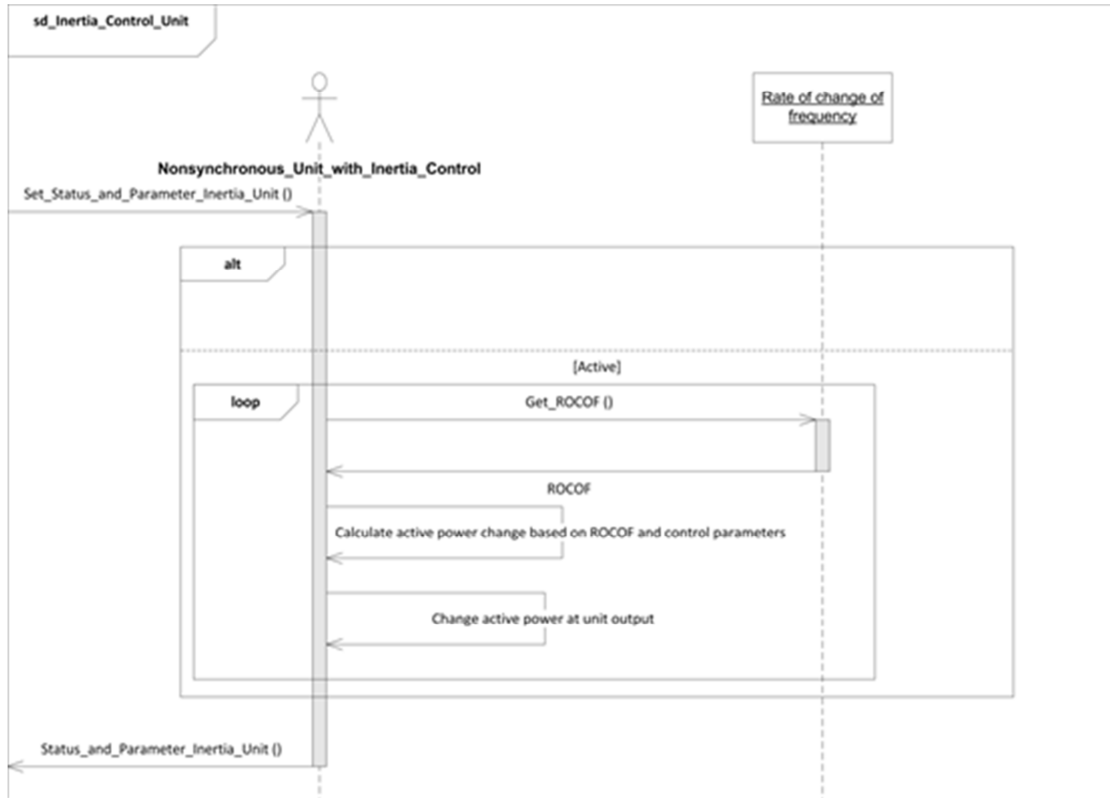 sd_Inertia_Control_Unit
Rate of change of
frequency
Nonsynchronous_Unit_with_Inertia_Control
Set_Status_and_Parameter_Inertia_Unit ()
alt
[Active]
loop
Get_ROCOF ()
ROCOF
Calculate active power change based on ROCOF and control parameters
Change active power at unit output
Status_and_Parameter_Inertia_Unit ()